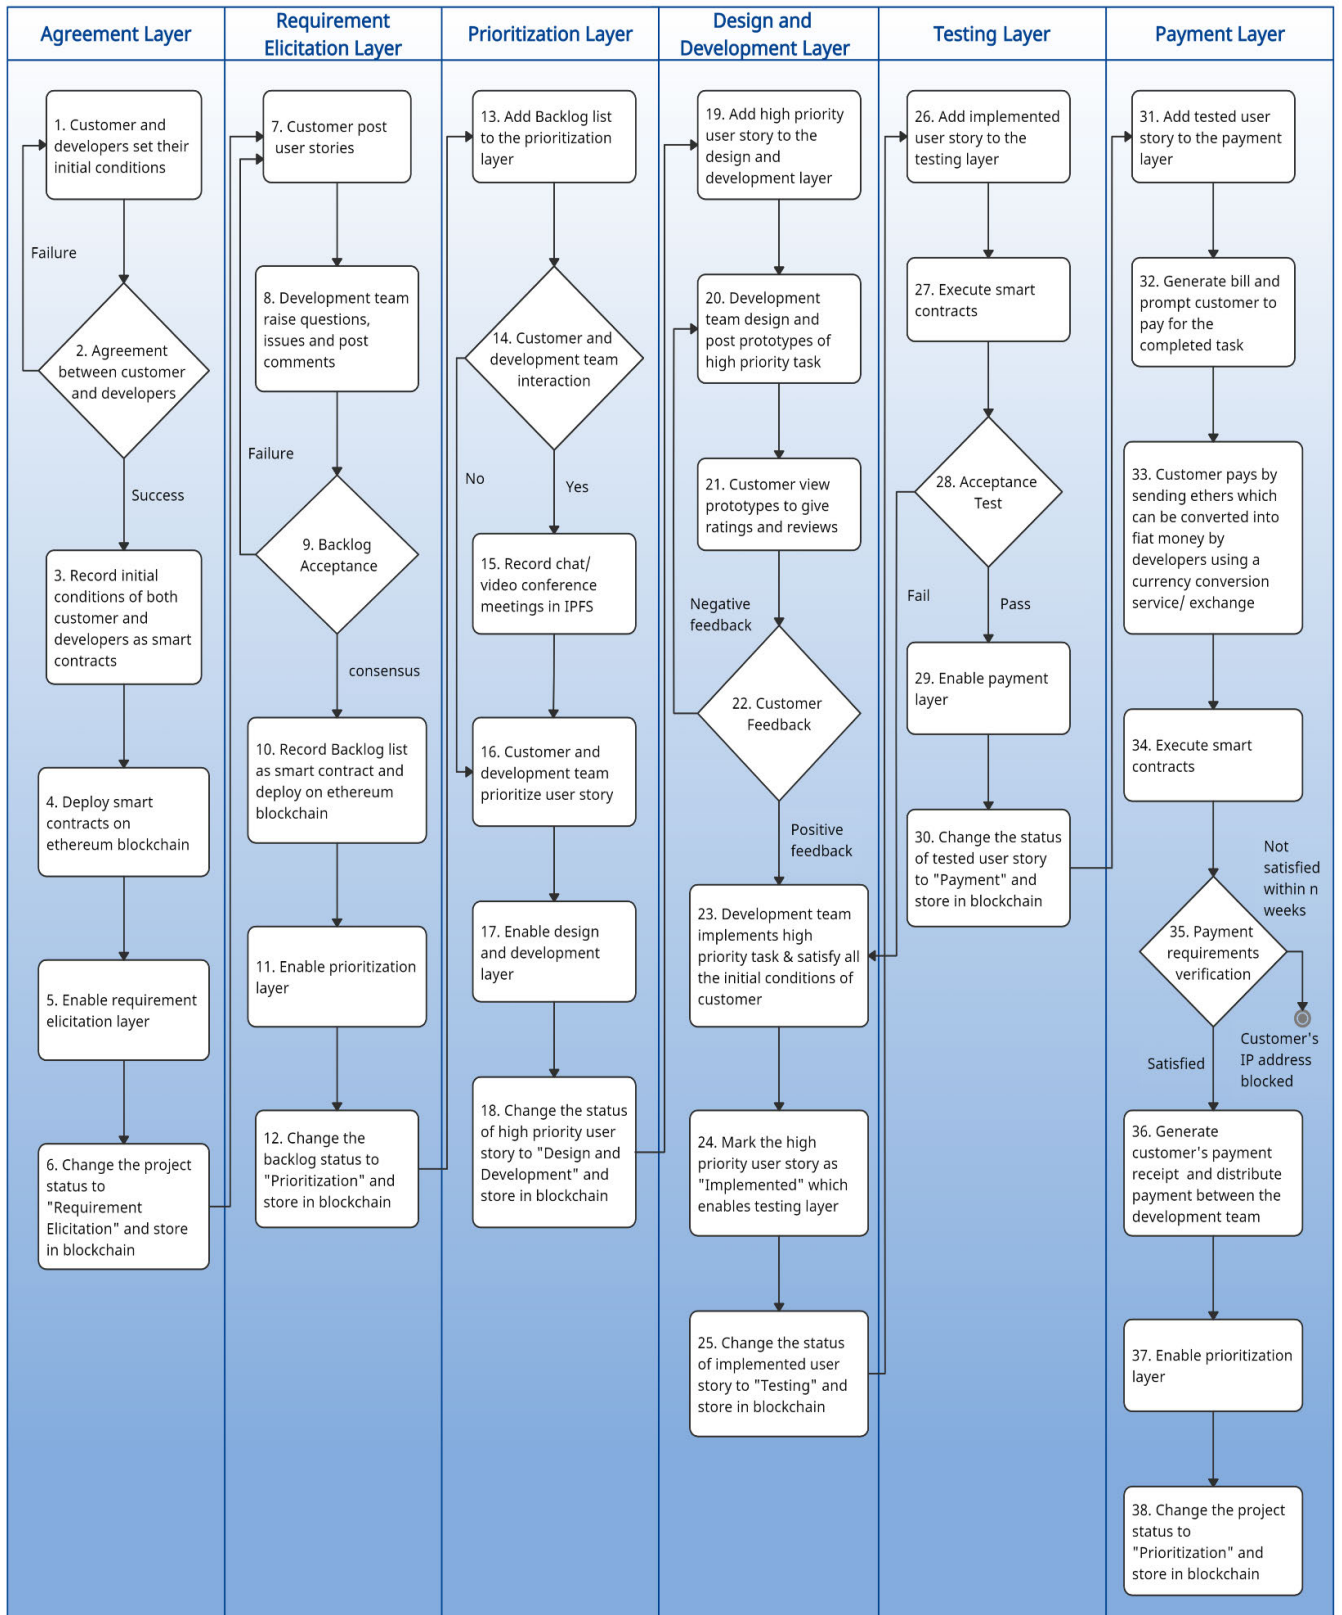 Agreement Layer
1. Customer and
developers set their
initial conditions
Failure
2. Agreement
between customer
and developers
Success
3. Record initial
conditions of both
customer and
developers as smart
contracts
4. Deploy smart
contracts on
ethereum blockchain
5. Enable requirement
elicitation layer
6. Change the project
status to
"Requirement
Elicitation" and store
in blockchain
Requirement
Elicitation Layer
7. Customer post
user stories
8. Development team
raise questions,
issues and post
comments
Failure
9. Backlog
Acceptance
consensus
10. Record Backlog list
as smart contract and
deploy on ethereum
blockchain
11. Enable prioritization
layer
12. Change the
backlog status to
"Prioritization" and
store in blockchain
Prioritization Layer
13. Add Backlog list
to the prioritization
layer
14. Customer and
development team
interaction
No
Yes
15. Record chat/
video conference
meetings in IPFS
16. Customer and
development team
prioritize user story
17. Enable design
and development
layer
18. Change the status
of high priority user
story to "Design and
Development" and
store in blockchain
Design and
Development Layer
19. Add high priority
user story to the
design and
development layer
20. Development
team design and
post prototypes of
high priority task
21. Customer view
prototypes to give
ratings and reviews
Negative
feedback
22. Customer
Feedback
Positive
feedback
23. Development team
implements high
priority task & satisfy all
the initial conditions of
customer
24. Mark the high
priority user story as
"Implemented" which
enables testing layer
25. Change the status
of implemented user
story to "Testing" and
store in blockchain
Testing Layer
26. Add implemented
user story to the
testing layer
27. Execute smart
contracts
28. Acceptance
Test
Fail
Pass
29. Enable payment
layer
30. Change the status
of tested user story
to "Payment" and
store in blockchain
Payment Layer
31. Add tested user
story to the payment
layer
32. Generate bill and
prompt customer to
pay for the
completed task
33. Customer pays by
sending ethers which
can be converted into
fiat money by
developers using a
currency conversion
service/ exchange
34. Execute smart
contracts
Not
satisfied
within n
weeks
35. Payment
requirements
verification
Customer's
IP address
blocked
Satisfied
36. Generate
customer's payment
receipt and distribute
payment between the
development team
37. Enable prioritization
layer
38. Change the project
status to
"Prioritization" and
store in blockchain